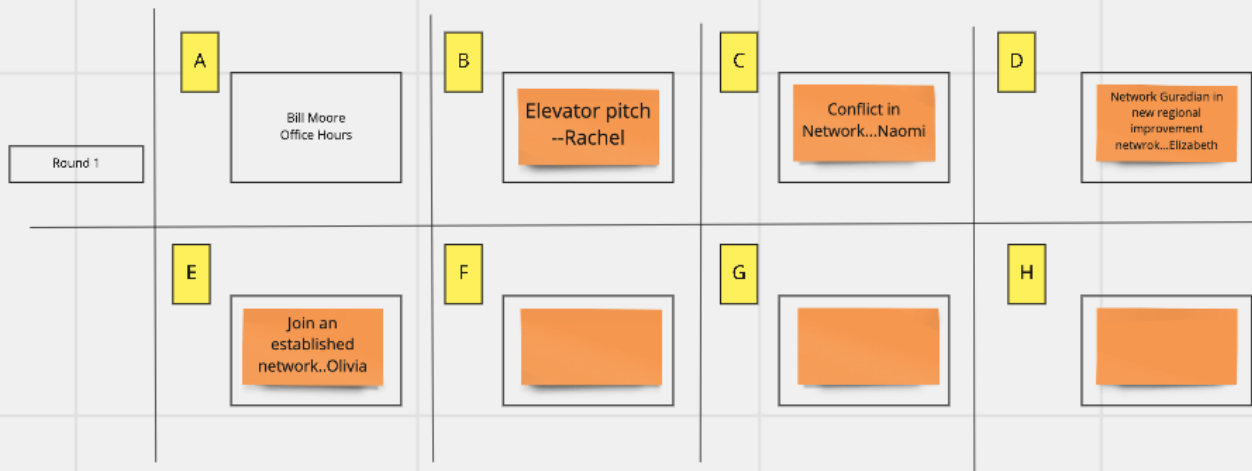 A
B
C
D
Bill Moore
Office Hours
Elevator pitch
--Rachel
Conflict in
Network...Naomi
Network Guradian in
new regional
improvement
netwrok...Elizabeth
Round 1
E
F
G
H
Join an
established
network..Olivia